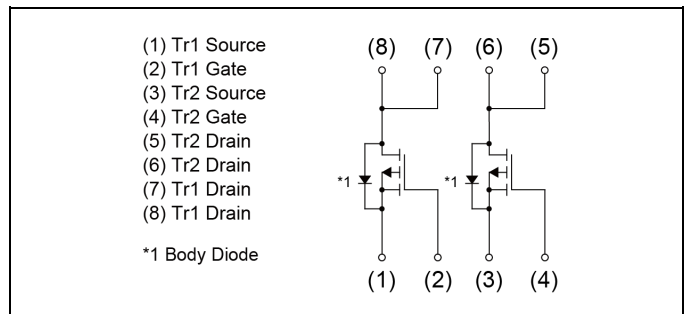 (1) Tr1 Source
(2) Tr1 Gate
(3) Tr2 Source
(4) Tr2 Gate
(5) Tr2 Drain
(6) Tr2 Drain
(7) Tr1 Drain
(8) Tr1 Drain
*1 Body Diode
(8) (7) (6) (5)
*1 *1
(1) (2) (3) (4)